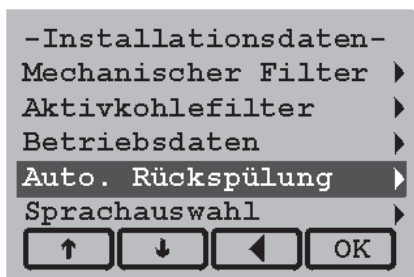 -Installationsdaten-
Mechanischer Filter
Aktivkohlefilter
Betriebsdaten
Auto. Rückspülung
Sprachauswahl
↑ ↓ ◀ OK